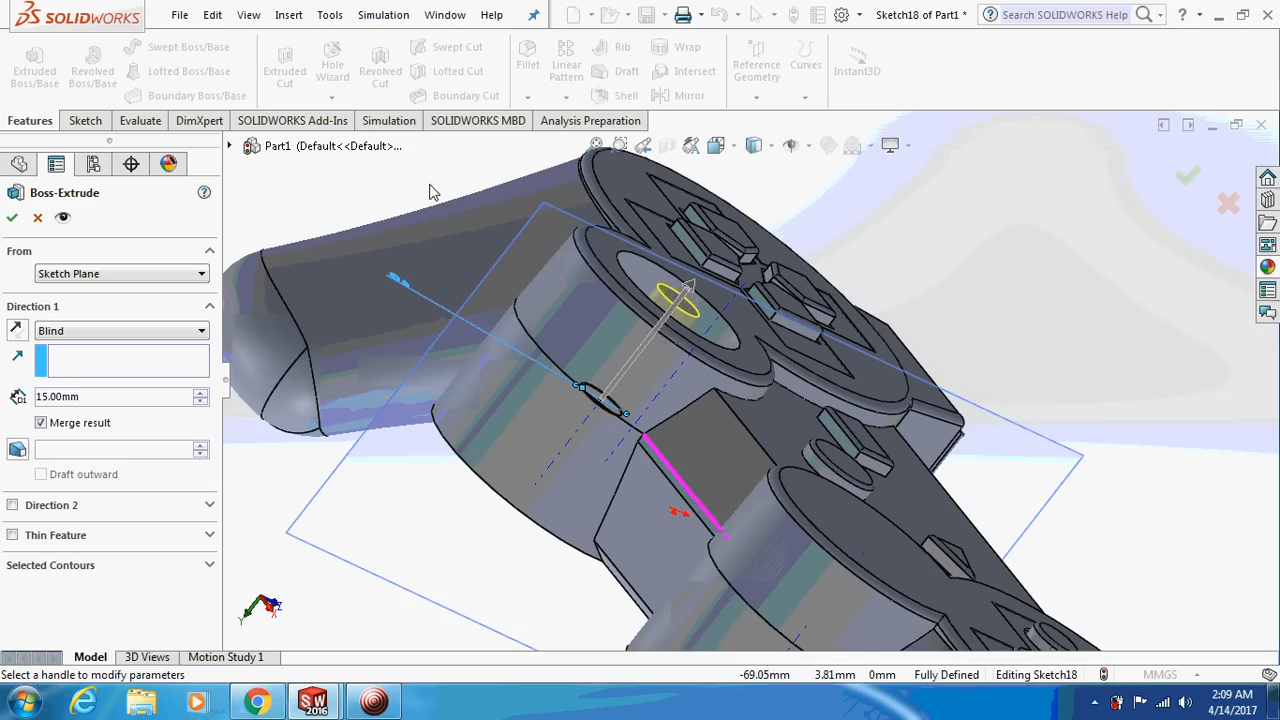 SOLIDWORKS File Edit View Insert Tools Simulation Window Help Sketch18 of Part1 * Search SOLIDWORKS Help ?
Extruded Boss/Base
Revolved Boss/Base
Swept Boss/Base
Lofted Boss/Base
Boundary Boss/Base
Extruded Cut
Hole Wizard
Revolved Cut
Swept Cut
Lofted Cut
Boundary Cut
Fillet
Linear Pattern
Rib
Draft
Shell
Wrap
Intersect
Mirror
Reference Geometry
Curves
Instant3D
Features Sketch Evaluate DimXpert SOLIDWORKS Add-Ins Simulation SOLIDWORKS MBD Analysis Preparation
Part1 (Default<<Default>...
Boss-Extrude
From
Sketch Plane
Direction 1
Blind
15.00mm
Merge result
Draft outward
Direction 2
Thin Feature
Selected Contours
Y
X
Z
Model 3D Views Motion Study 1
Select a handle to modify parameters -69.05mm 3.81mm 0mm Fully Defined Editing Sketch18 MMGS
SW 2016
2:09 AM
4/14/2017